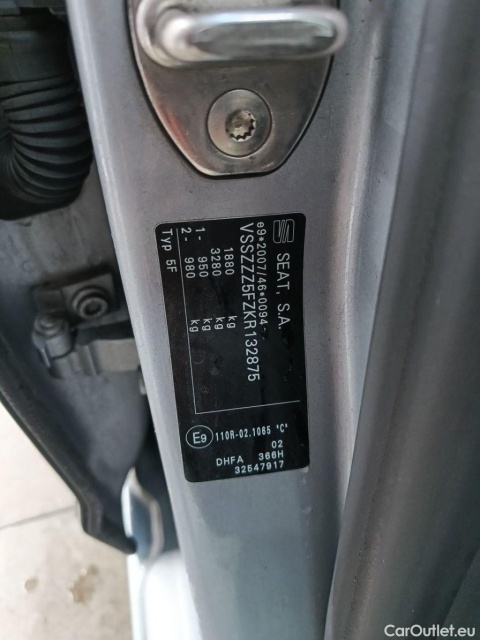 SEAT, S.A.
e9*2007/46*0094-
VSSZZZ5FZKR132875
1880 kg
3280 kg
1- 950 kg
2- 980 kg
Typ 5F
E9 110R-02.1065 "C"
02
DHFA 366H
32547917
CarOutlet.eu